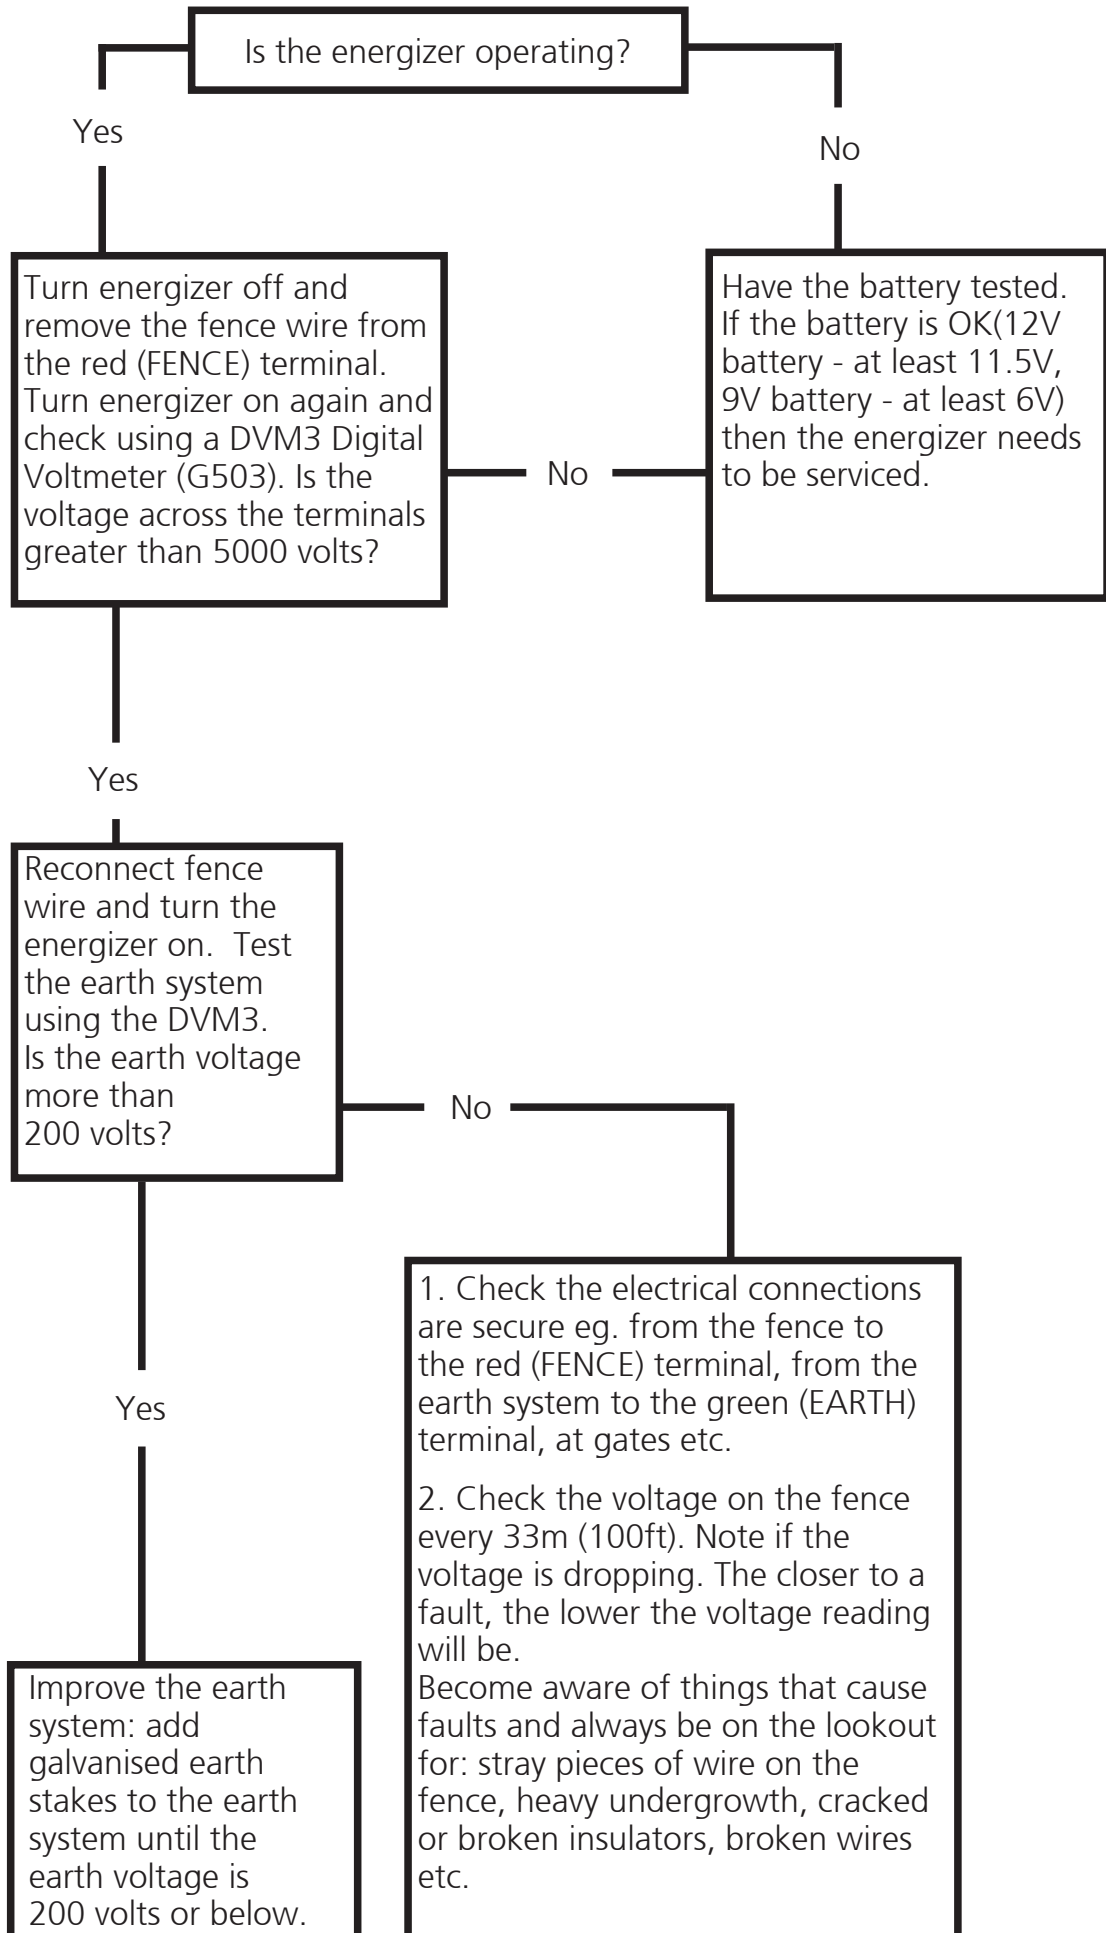 Is the energizer operating?
Yes
No
Turn energizer off and
remove the fence wire from
the red (FENCE) terminal.
Turn energizer on again and
check using a DVM3 Digital
Voltmeter (G503). Is the
voltage across the terminals
greater than 5000 volts?
No
Have the battery tested.
If the battery is OK(12V
battery - at least 11.5V,
9V battery - at least 6V)
then the energizer needs
to be serviced.
Yes
Reconnect fence
wire and turn the
energizer on.  Test
the earth system
using the DVM3.
Is the earth voltage
more than
200 volts?
No
Yes
1. Check the electrical connections
are secure eg. from the fence to
the red (FENCE) terminal, from the
earth system to the green (EARTH)
terminal, at gates etc.
2. Check the voltage on the fence
every 33m (100ft). Note if the
voltage is dropping. The closer to a
fault, the lower the voltage reading
will be.
Become aware of things that cause
faults and always be on the lookout
for: stray pieces of wire on the
fence, heavy undergrowth, cracked
or broken insulators, broken wires
etc.
Improve the earth
system: add
galvanised earth
stakes to the earth
system until the
earth voltage is
200 volts or below.